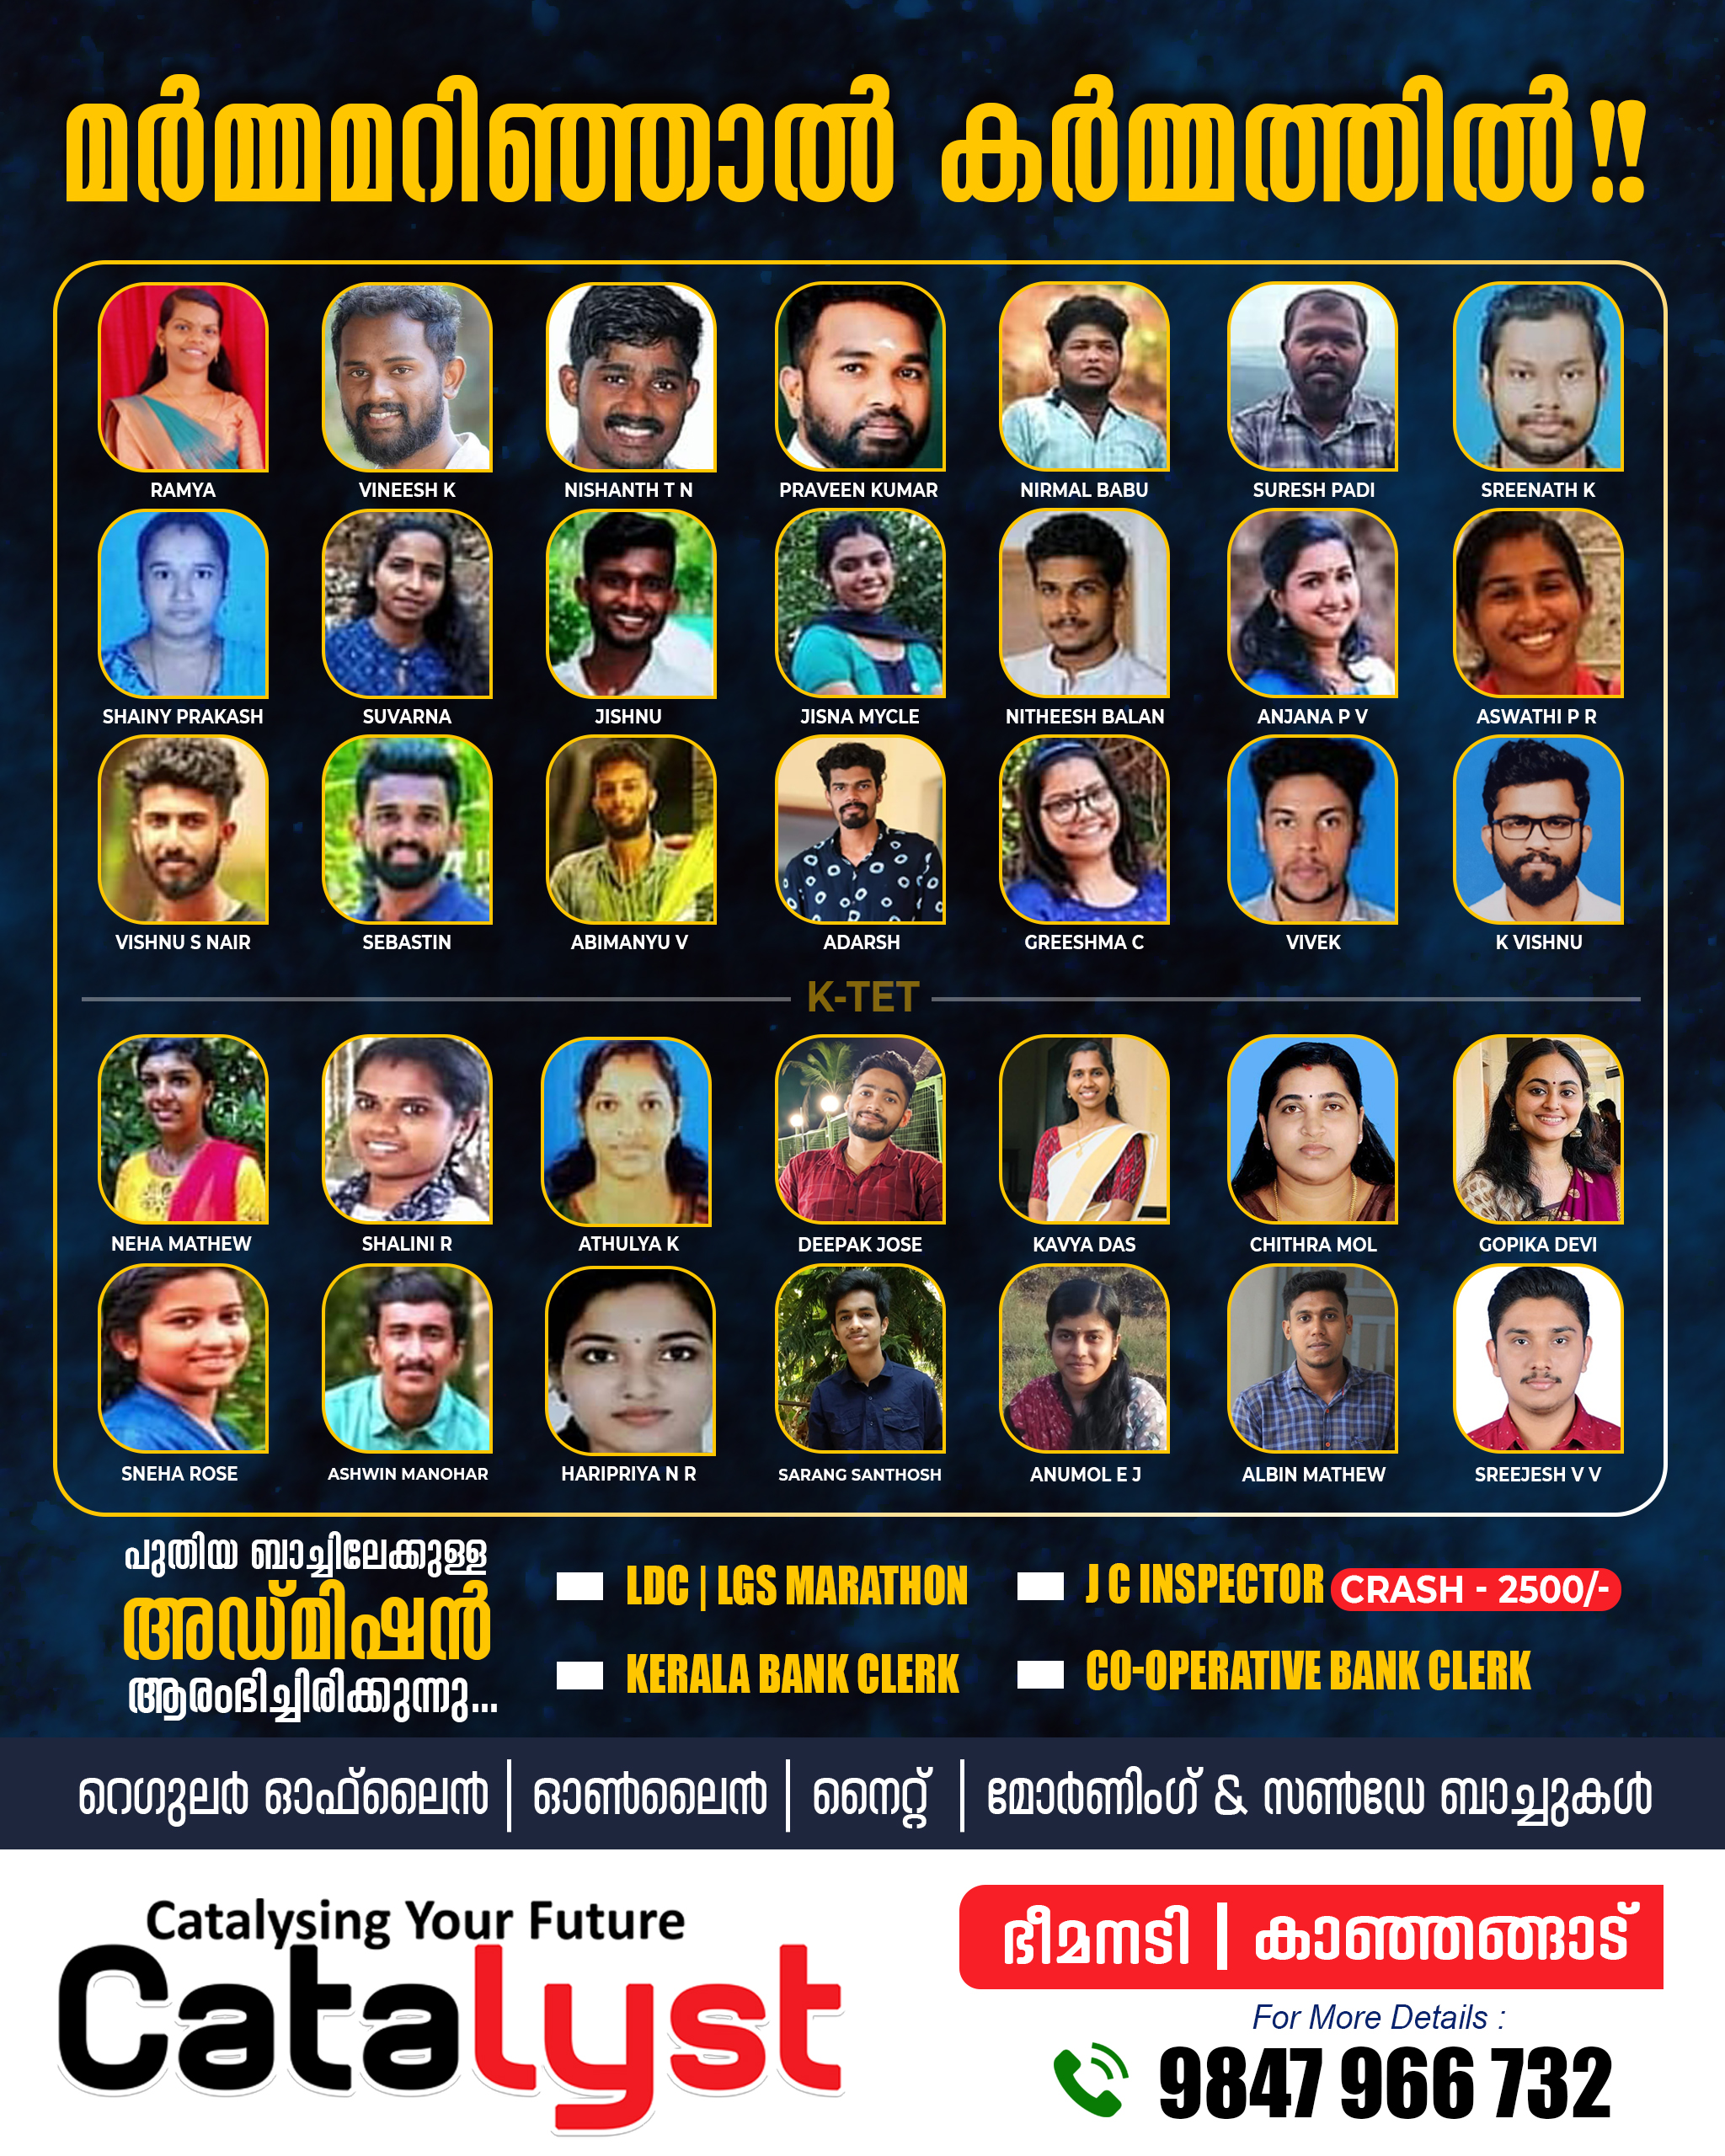 മർമ്മമറിഞ്ഞാൽ കർമ്മത്തിൽ!!
RAMYA VINEESH K NISHANTH T N PRAVEEN KUMAR NIRMAL BABU SURESH PADI SREENATH K
SHAINY PRAKASH SUVARNA JISHNU JISNA MYCLE NITHEESH BALAN ANJANA P V ASWATHI P R
VISHNU S NAIR SEBASTIN ABIMANYU V ADARSH GREESHMA C VIVEK K VISHNU
K-TET
NEHA MATHEW SHALINI R ATHULYA K DEEPAK JOSE KAVYA DAS CHITHRA MOL GOPIKA DEVI
SNEHA ROSE ASHWIN MANOHAR HARIPRIYA N R SARANG SANTHOSH ANUMOL E J ALBIN MATHEW SREEJESH V V
പുതിയ ബാച്ചിലേക്കുള്ള
അഡ്മിഷൻ
ആരംഭിച്ചിരിക്കുന്നു...
LDC | LGS MARATHON
J C INSPECTOR CRASH - 2500/-
KERALA BANK CLERK
CO-OPERATIVE BANK CLERK
റെഗുലർ ഓഫ്‌ലൈൻ | ഓൺലൈൻ | നൈറ്റ് | മോർണിംഗ് & സൺഡേ ബാച്ചുകൾ
Catalysing Your Future
Catalyst
ഭീമനടി | കാഞ്ഞങ്ങാട്
For More Details :
9847 966 732